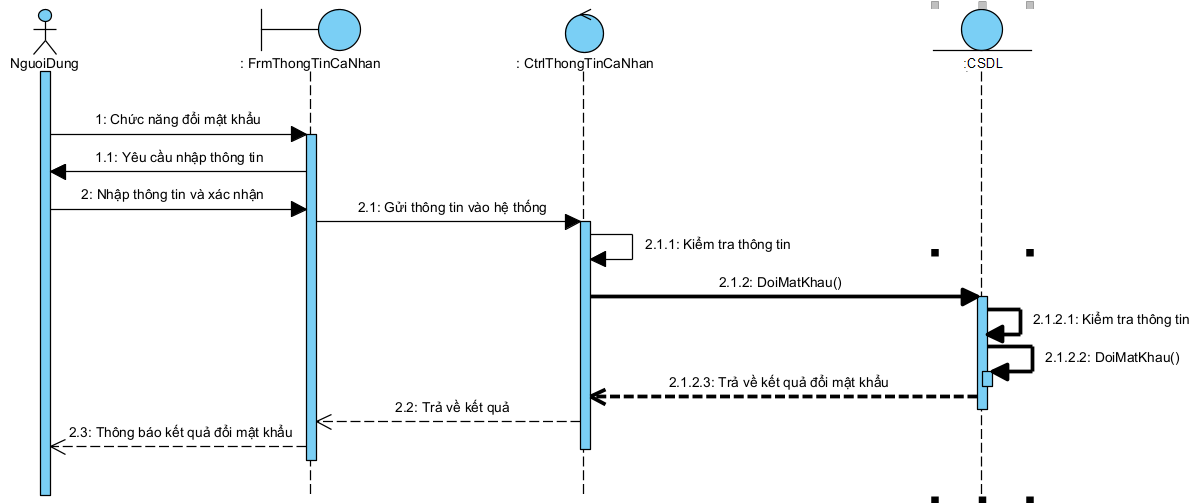 NguoiDung
: FrmThongTinCaNhan
: CtrlThongTinCaNhan
:CSDL
1: Chức năng đổi mật khẩu
1.1: Yêu cầu nhập thông tin
2: Nhập thông tin và xác nhận
2.1: Gửi thông tin vào hệ thống
2.1.1: Kiểm tra thông tin
2.1.2: DoiMatKhau()
2.1.2.1: Kiểm tra thông tin
2.1.2.2: DoiMatKhau()
2.1.2.3: Trả về kết quả đổi mật khẩu
2.2: Trả về kết quả
2.3: Thông báo kết quả đổi mật khẩu